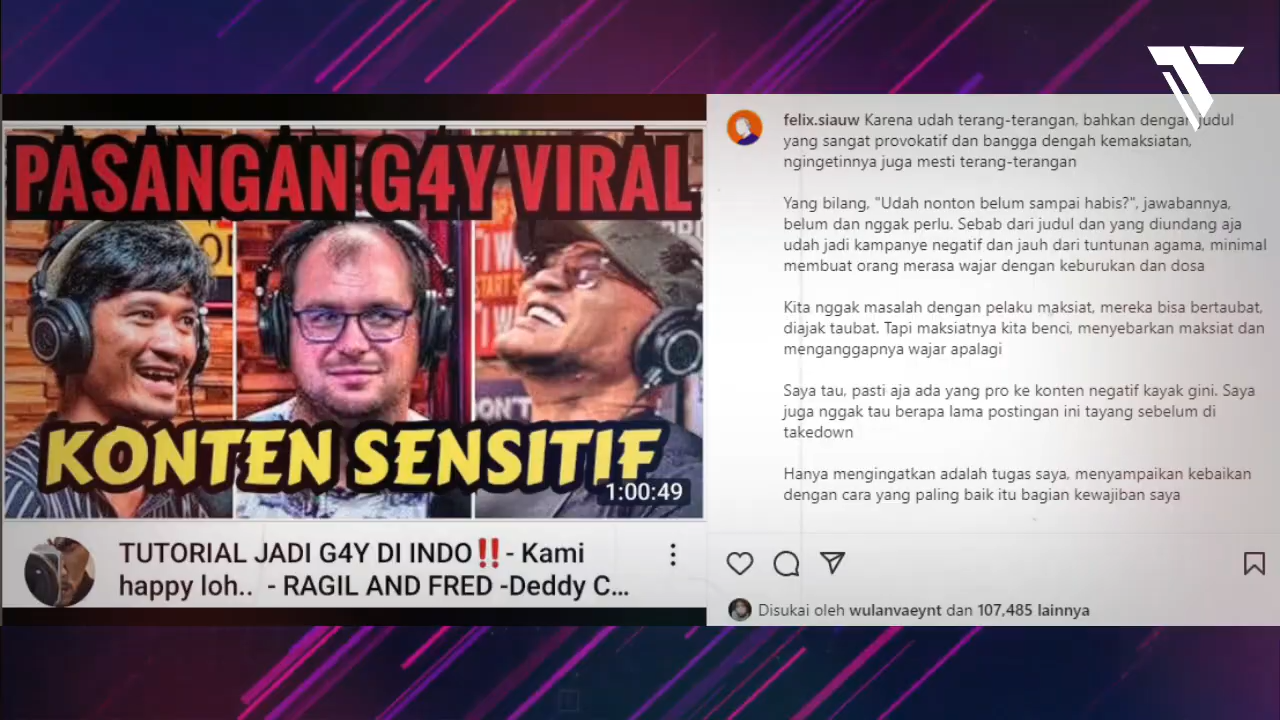 PASANGAN G4Y VIRAL
KONTEN SENSITIF
1:00:49
TUTORIAL JADI G4Y DI INDO‼️- Kami
happy loh.. - RAGIL AND FRED -Deddy C...
felix.siauw Karena udah terang-terangan, bahkan dengan judul
yang sangat provokatif dan bangga dengah kemaksiatan,
ngingetinnya juga mesti terang-terangan
Yang bilang, "Udah nonton belum sampai habis?", jawabannya,
belum dan nggak perlu. Sebab dari judul dan yang diundang aja
udah jadi kampanye negatif dan jauh dari tuntunan agama, minimal
membuat orang merasa wajar dengan keburukan dan dosa
Kita nggak masalah dengan pelaku maksiat, mereka bisa bertaubat,
diajak taubat. Tapi maksiatnya kita benci, menyebarkan maksiat dan
menganggapnya wajar apalagi
Saya tau, pasti aja ada yang pro ke konten negatif kayak gini. Saya
juga nggak tau berapa lama postingan ini tayang sebelum di
takedown
Hanya mengingatkan adalah tugas saya, menyampaikan kebaikan
dengan cara yang paling baik itu bagian kewajiban saya
Disukai oleh wulanvaeynt dan 107,485 lainnya